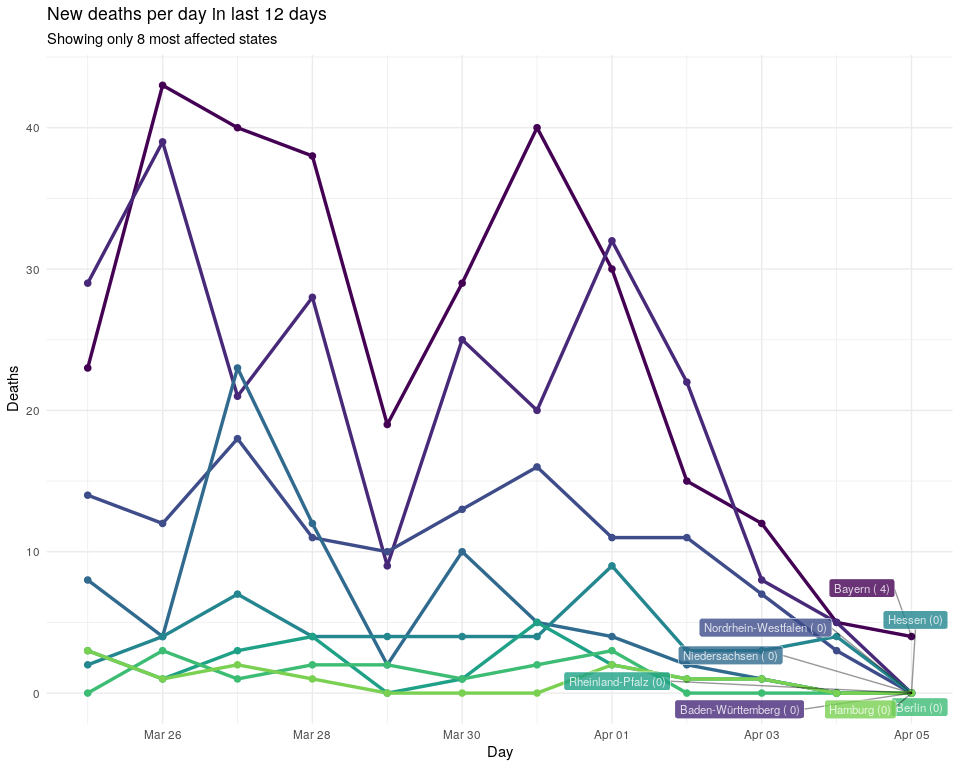 New deaths per day in last 12 days
Showing only 8 most affected states
Deaths
40
30
20
10
0
Bayern ( 4)
Hessen (0)
Nordrhein-Westfalen ( 0)
Niedersachsen ( 0)
Rheinland-Pfalz (0)
Baden-Württemberg ( 0)
Hamburg (0)
Berlin (0)
Mar 26
Mar 28
Mar 30
Apr 01
Apr 03
Apr 05
Day